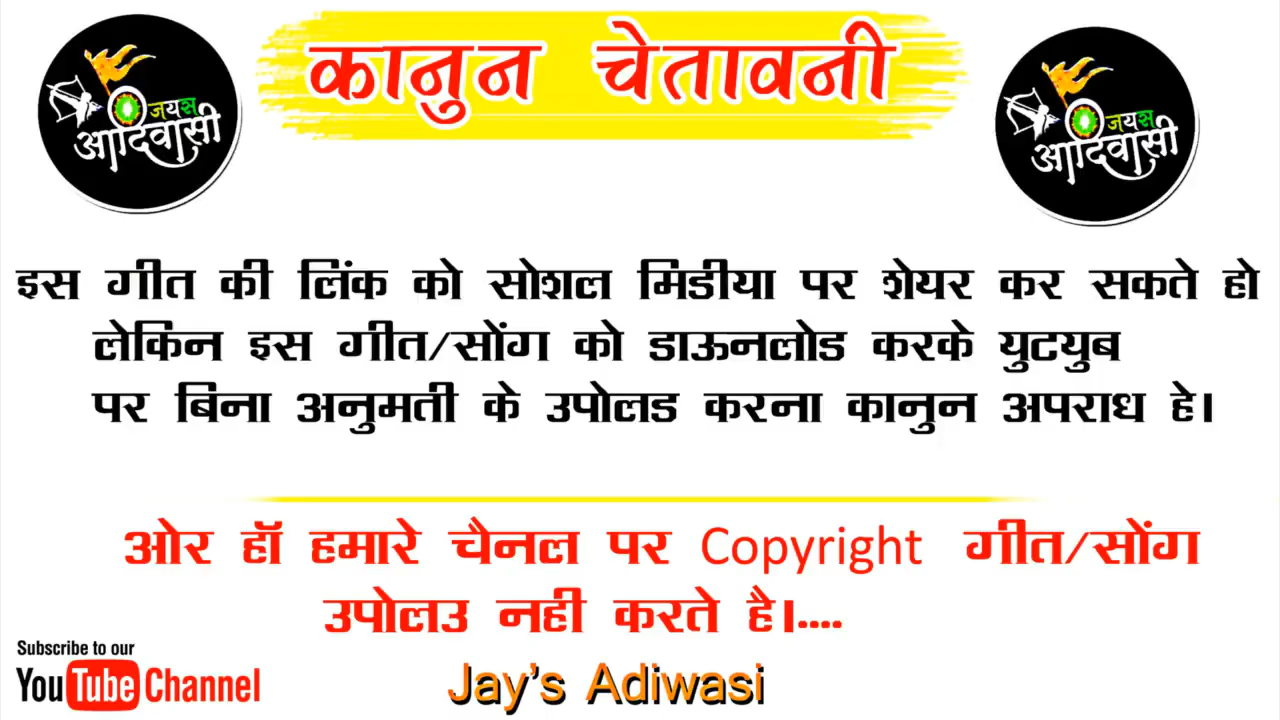 कानुन चेतावनी
जयस
आदिवासी
जयस
आदिवासी
इस गीत की लिंक को सोशल मिडीया पर शेयर कर सकते हो
लेकिन इस गीत/सोंग को डाऊनलोड करके युटयुब
पर बिना अनुमती के उपोलड करना कानुन अपराध हे।
ओर हॉ हमारे चैनल पर Copyright गीत/सोंग
उपोलउ नही करते है।....
Subscribe to our
YouTube Channel
Jay's Adiwasi